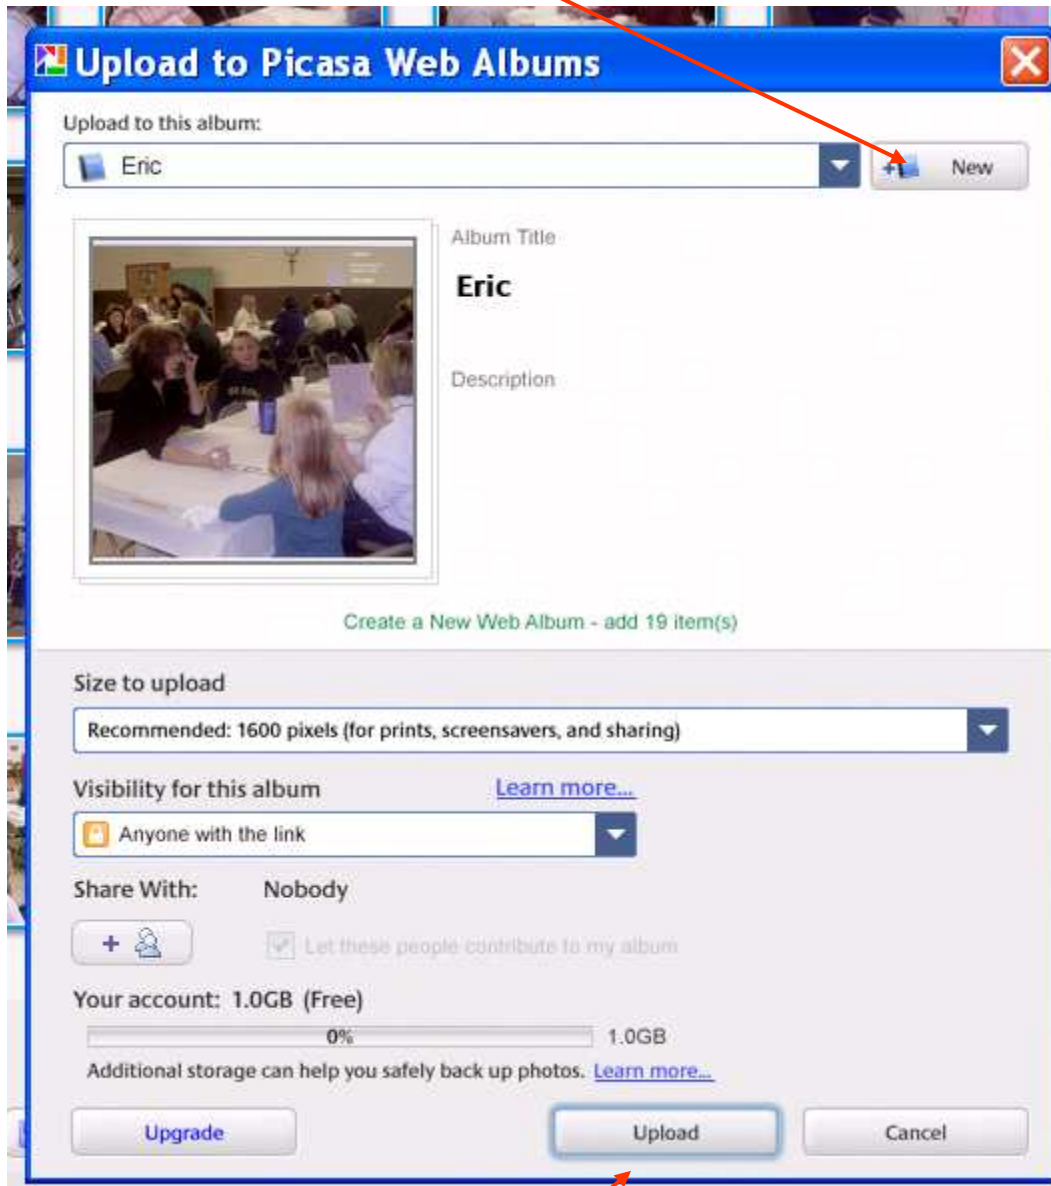 Upload to Picasa Web Albums
Upload to this album:
Eric
New
Album Title
Eric
Description
Create a New Web Album - add 19 item(s)
Size to upload
Recommended: 1600 pixels (for prints, screensavers, and sharing)
Visibility for this album Learn more...
Anyone with the link
Share With: Nobody
+
Let these people contribute to my album
Your account: 1.0GB (Free)
0% 1.0GB
Additional storage can help you safely back up photos. Learn more...
Upgrade Upload Cancel